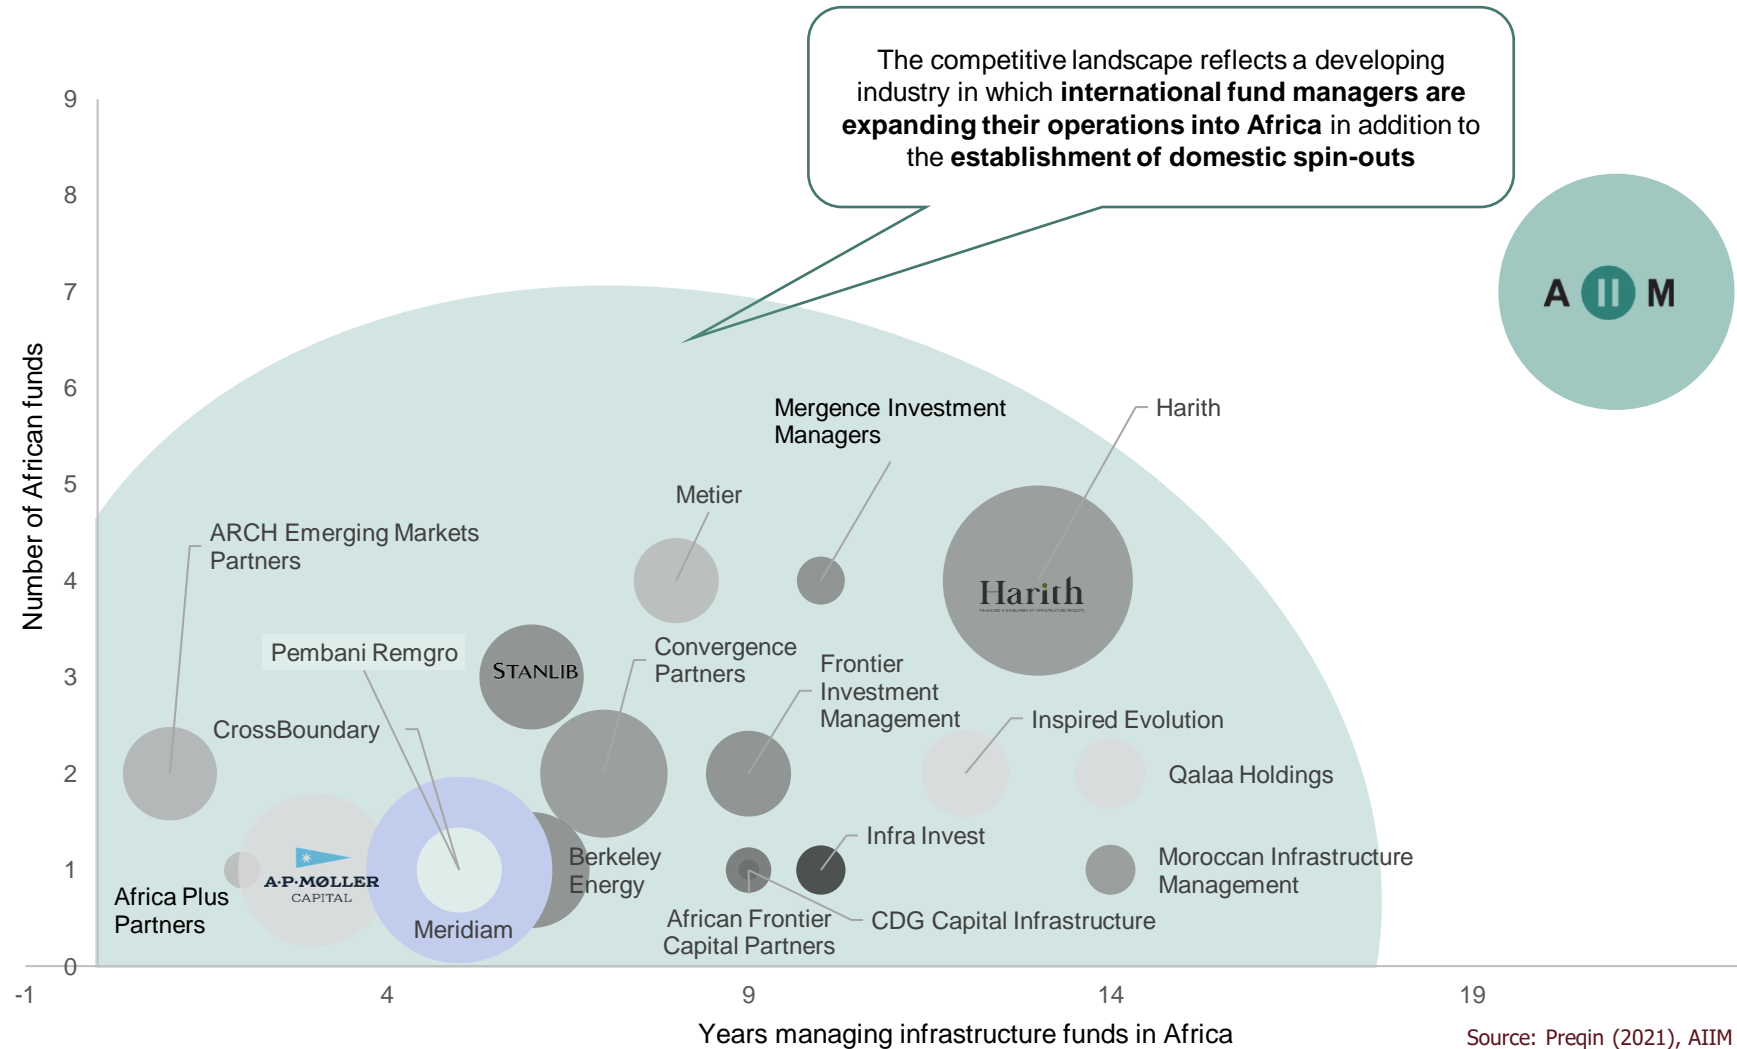 The competitive landscape reflects a developing
industry in which international fund managers are
expanding their operations into Africa in addition to
the establishment of domestic spin-outs
9
8
7
6
5
4
3
2
1
0
Number of African funds
A II M
Mergence Investment
Managers
Harith
Metier
ARCH Emerging Markets
Partners
Harith
Pembani Remgro
STANLIB
Convergence
Partners
Frontier
Investment
Management
CrossBoundary
Inspired Evolution
Qalaa Holdings
Infra Invest
Berkeley
Energy
Moroccan Infrastructure
Management
A.P. MØLLER
CAPITAL
Africa Plus
Partners
Meridiam
African Frontier
Capital Partners
CDG Capital Infrastructure
-1
4
9
14
19
Years managing infrastructure funds in Africa
Source: Preqin (2021), AIIM